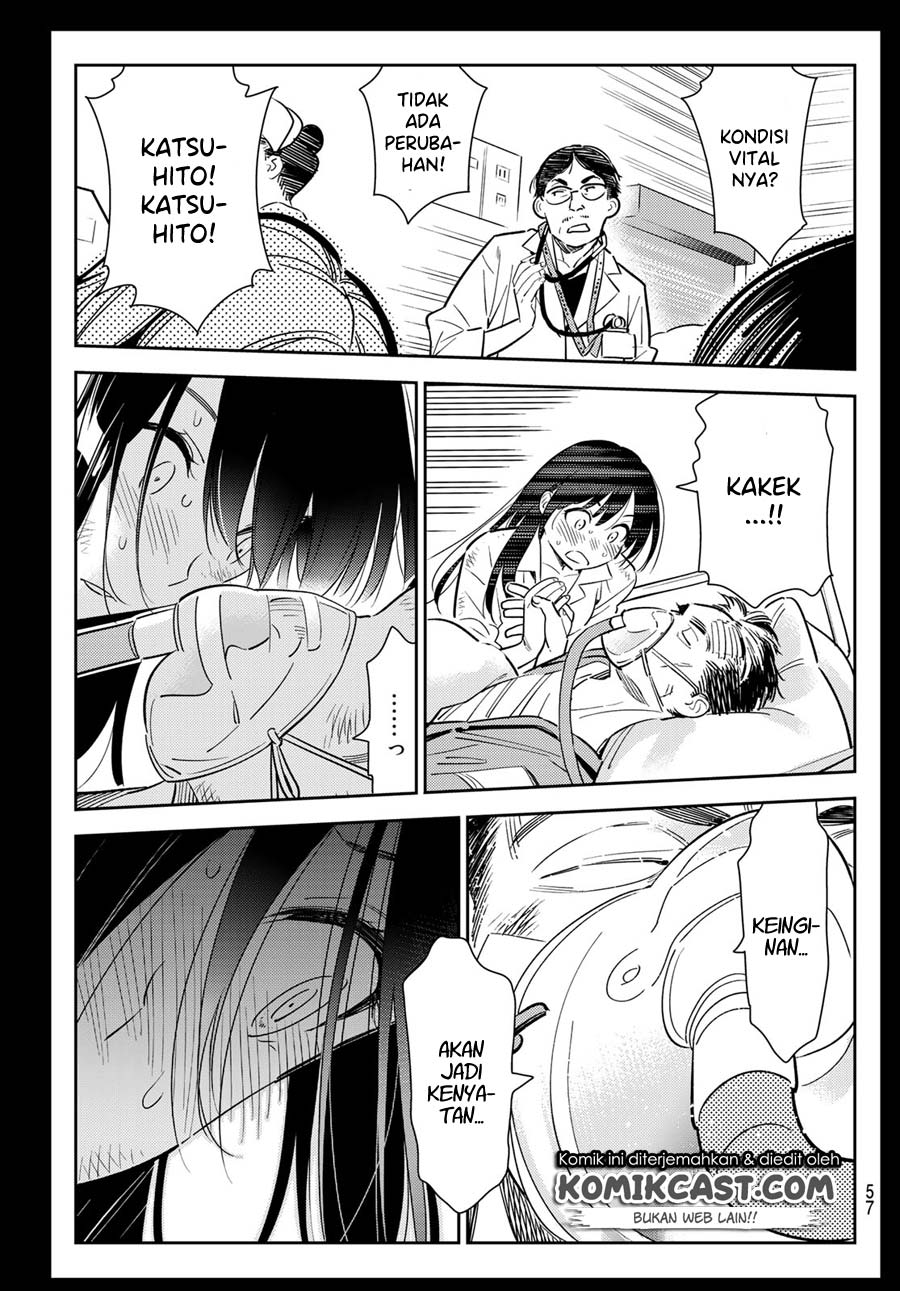 KONDISI
VITAL
NYA?
TIDAK
ADA
PERUBA-
HAN!
KATSU-
HITO!
KATSU-
HITO!
KAKEK
...!!
……っ
KEINGI-
NAN...
AKAN
JADI
KENYA-
TAN...
Komik ini diterjemahkan & diedit oleh
KOMIKCAST.COM
BUKAN WEB LAIN!!
57